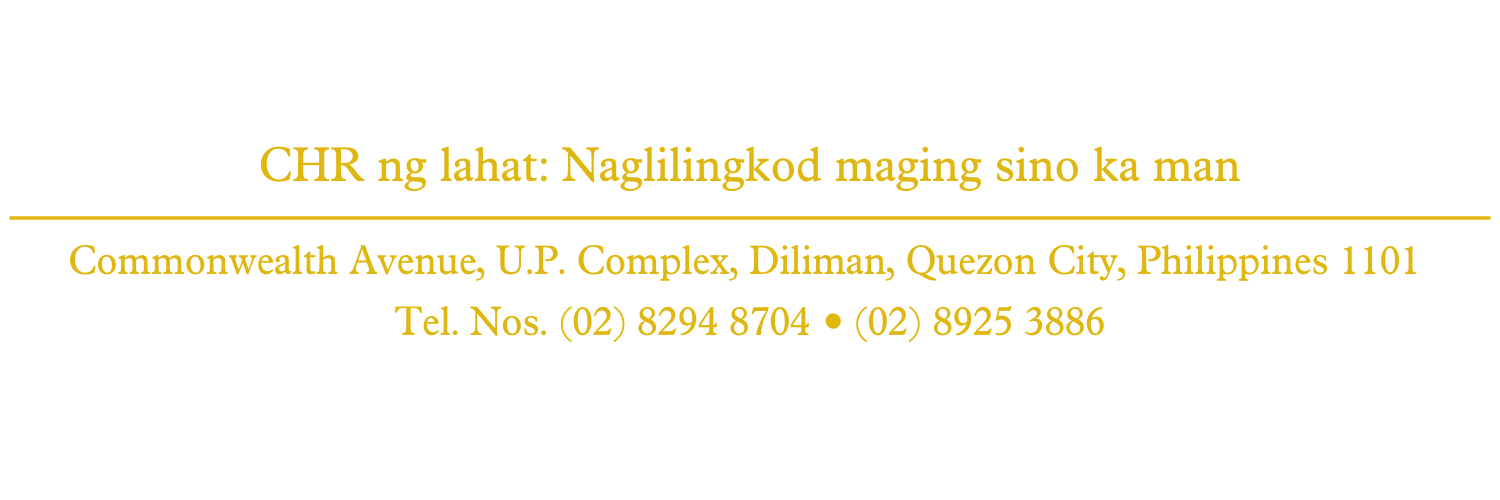 CHR ng lahat: Naglilingkod maging sino ka man
Commonwealth Avenue, U.P. Complex, Diliman, Quezon City, Philippines 1101
Tel. Nos. (02) 8294 8704 • (02) 8925 3886